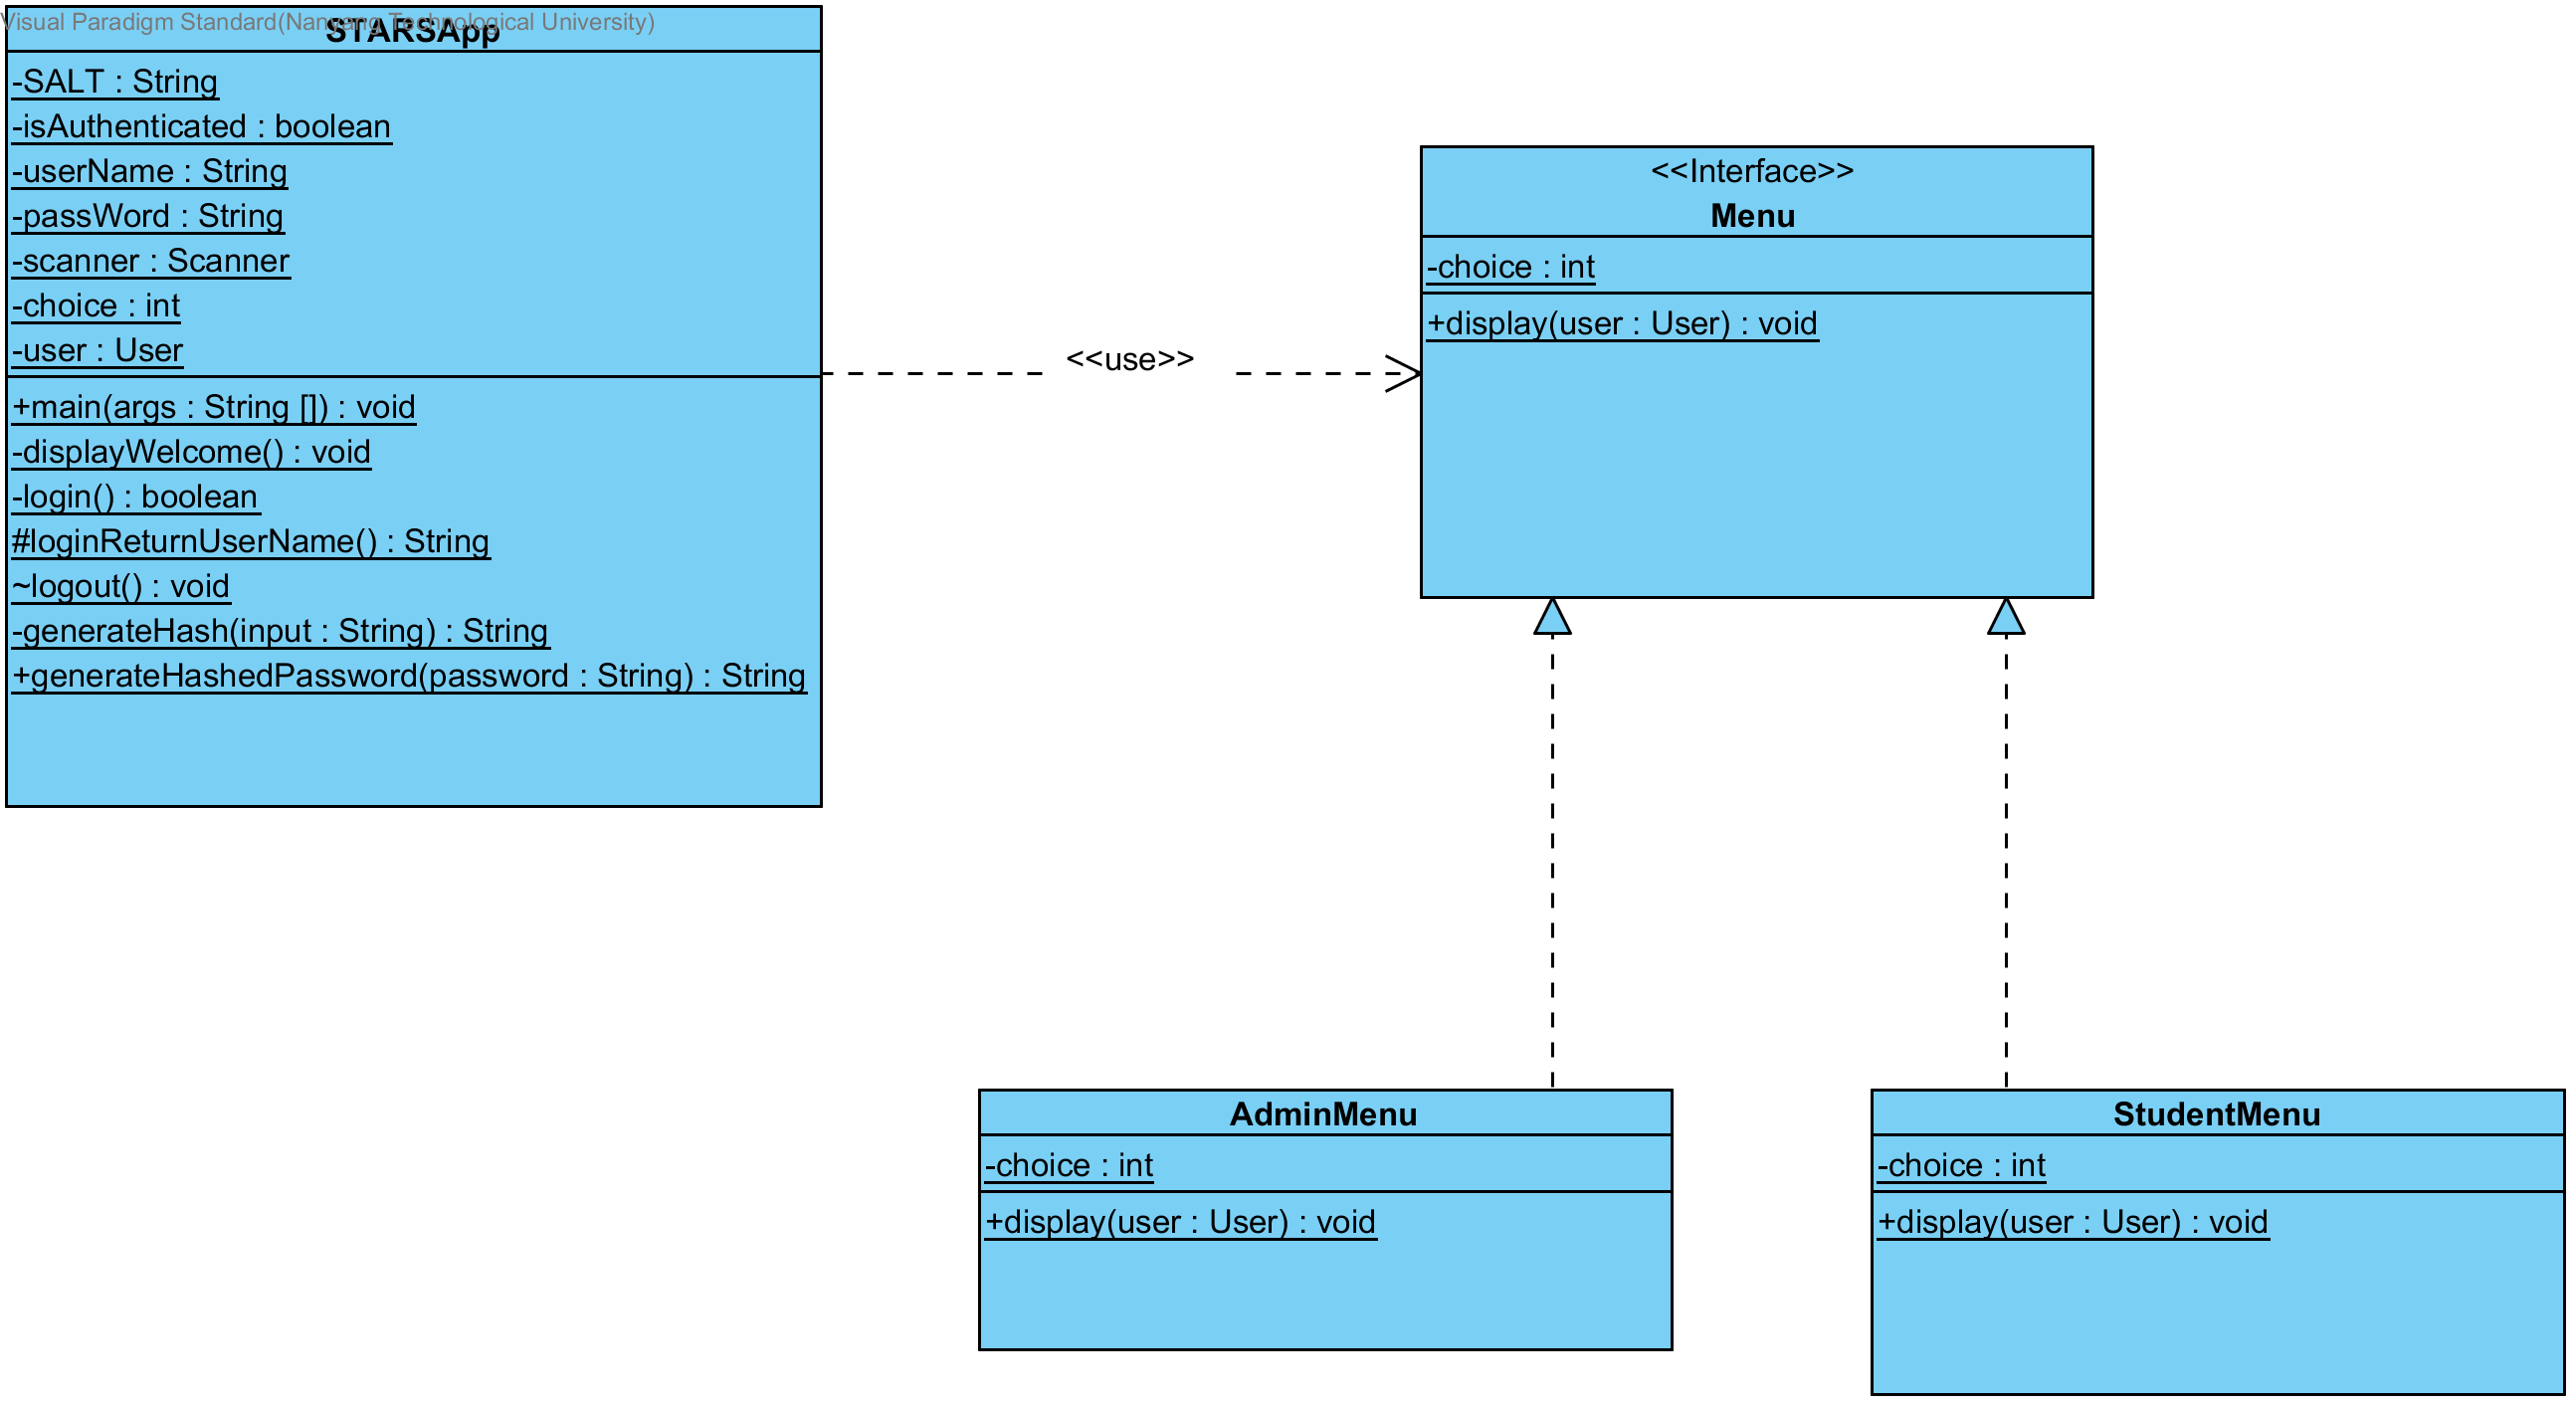 Visual Paradigm Standard(Nanyang Technological University)
STARSApp
-SALT : String
-isAuthenticated : boolean
-userName : String
-passWord : String
-scanner : Scanner
-choice : int
-user : User
+main(args : String []) : void
-displayWelcome() : void
-login() : boolean
#loginReturnUserName() : String
~logout() : void
-generateHash(input : String) : String
+generateHashedPassword(password : String) : String
<<use>>
<<Interface>>
Menu
-choice : int
+display(user : User) : void
AdminMenu
-choice : int
+display(user : User) : void
StudentMenu
-choice : int
+display(user : User) : void